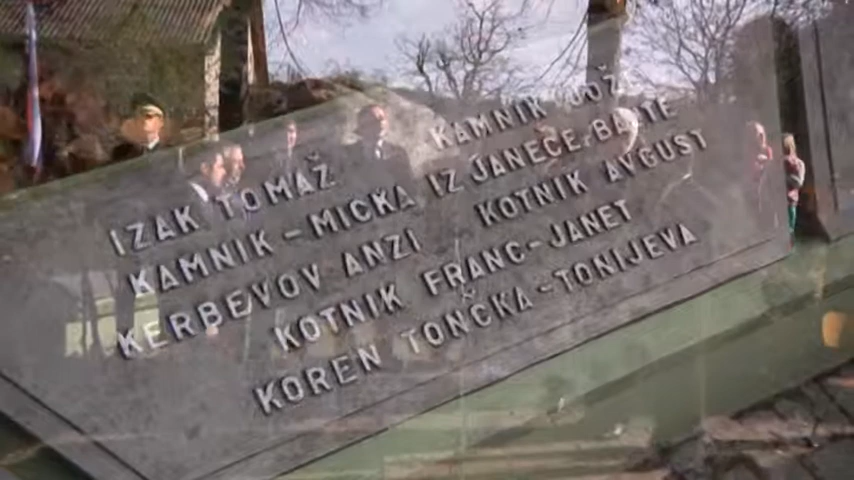 IZAK TOMAŽ KAMNIK JOŽ
KAMNIK-MICKA IZ JANEČE BAJTE
KERBEVOV ANZI KOTNIK AVGUST
KOTNIK FRANC-JANET
KOREN TONČKA-TONIJEVA